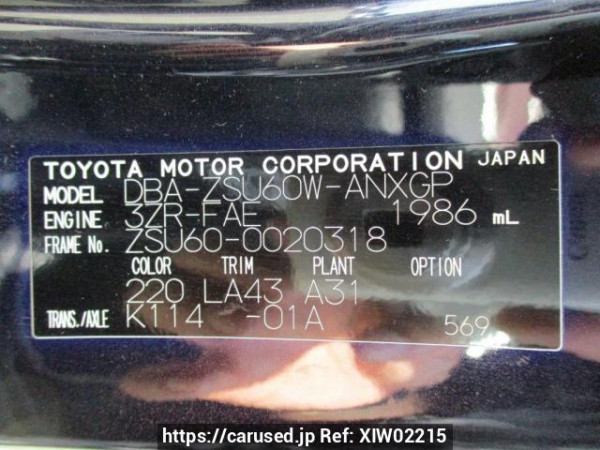 TOYOTA MOTOR CORPORATION JAPAN
MODEL DBA-ZSU60W-ANXGP
ENGINE 3ZR-FAE 1986 mL
FRAME No. ZSU60-0020318
COLOR TRIM PLANT OPTION
220 LA43 A31
TRANS./AXLE K114 -01A 569
https://carused.jp Ref: XIW02215